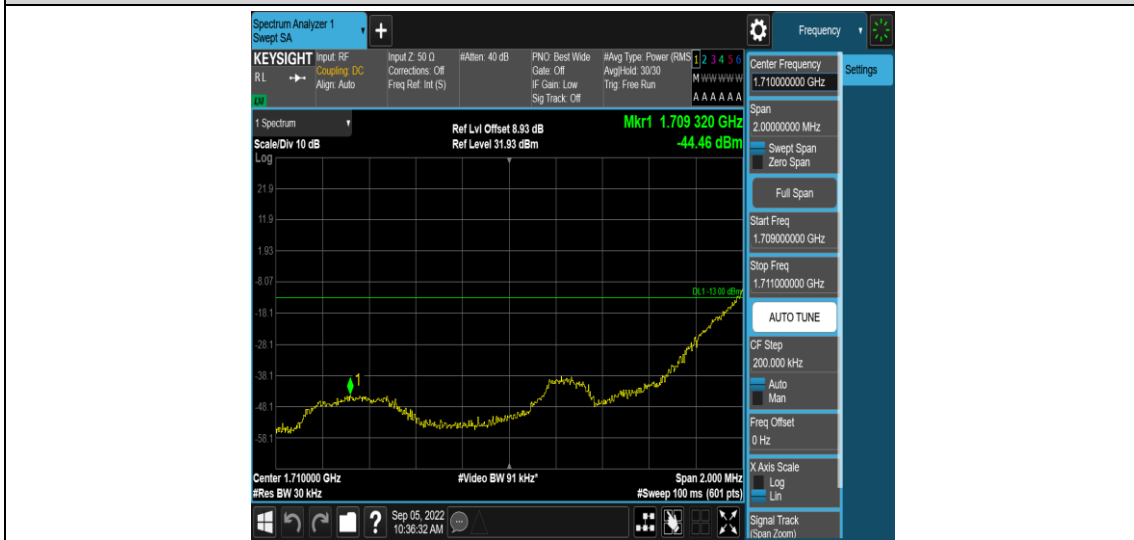 Spectrum Analyzer 1
Swept SA
+
Frequency
KEYSIGHT Input: RF Input Z: 50 Ω #Atten: 40 dB PNO: Best Wide #Avg Type: Power (RMS 1 2 3 4 5 6
RL Coupling: DC Corrections: Off Gate: Off Avg|Hold: 30/30 M W W W W W
Align: Auto Freq Ref: Int (S) IF Gain: Low Trig: Free Run
Sig Track: Off A A A A A A
1 Spectrum
Ref Lvl Offset 8.93 dB
Mkr1 1.709 320 GHz
Scale/Div 10 dB
Ref Level 31.93 dBm
-44.46 dBm
Log
21.9
11.9
1.93
-8.07
DL1 -13.00 dBm
-18.1
-28.1
-38.1
1
-48.1
-58.1
Center 1.710000 GHz #Video BW 91 kHz* Span 2.000 MHz
#Res BW 30 kHz #Sweep 100 ms (601 pts)
Center Frequency
1.710000000 GHz
Settings
Span
2.00000000 MHz
Swept Span
Zero Span
Full Span
Start Freq
1.709000000 GHz
Stop Freq
1.711000000 GHz
AUTO TUNE
CF Step
200.000 kHz
Auto
Man
Freq Offset
0 Hz
X Axis Scale
Log
Lin
Signal Track
(Span Zoom)
?
Sep 05, 2022
10:36:32 AM